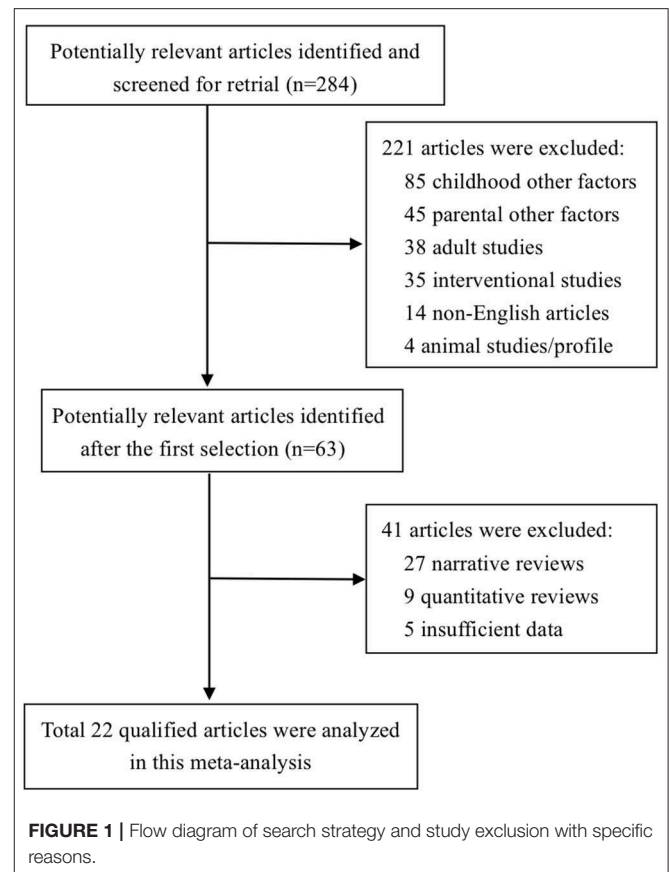 Potentially relevant articles identified and
screened for retrial (n=284)
221 articles were excluded:
85 childhood other factors
45 parental other factors
38 adult studies
35 interventional studies
14 non-English articles
4 animal studies/profile
Potentially relevant articles identified
after the first selection (n=63)
41 articles were excluded:
27 narrative reviews
9 quantitative reviews
5 insufficient data
Total 22 qualified articles were analyzed
in this meta-analysis
FIGURE 1 | Flow diagram of search strategy and study exclusion with specific
reasons.